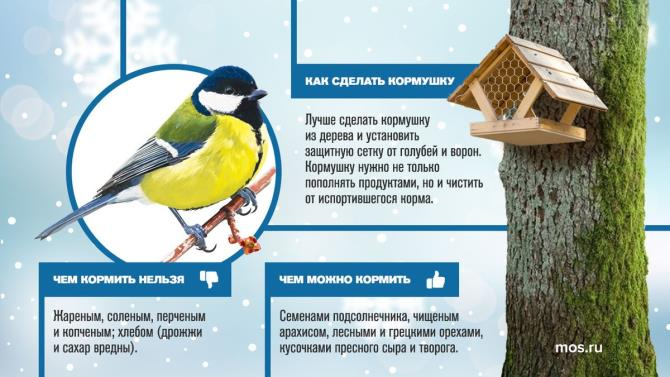 КАК СДЕЛАТЬ КОРМУШКУ
Лучше сделать кормушку
из дерева и установить
защитную сетку от голубей и ворон.
Кормушку нужно не только
пополнять продуктами, но и чистить
от испортившегося корма.
ЧЕМ КОРМИТЬ НЕЛЬЗЯ
Жареным, соленым, перченым
и копченым; хлебом (дрожжи
и сахар вредны).
ЧЕМ МОЖНО КОРМИТЬ
Семенами подсолнечника, чищеным
арахисом, лесными и грецкими орехами,
кусочками пресного сыра и творога.
mos.ru